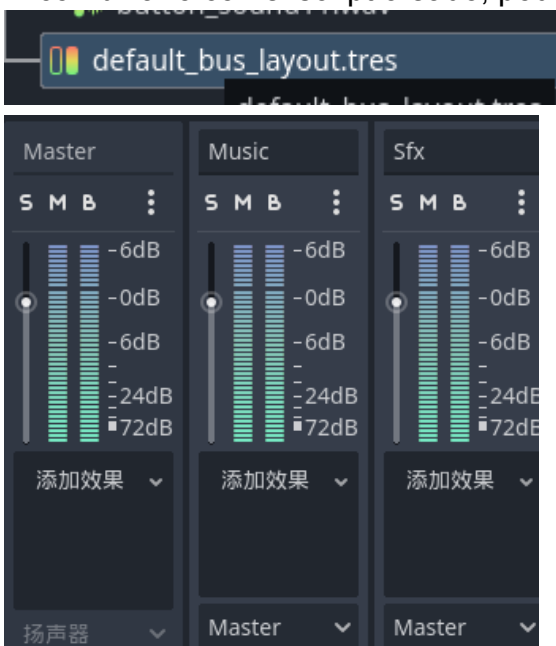 default_bus_layout.tres
Master Music Sfx
S M B S M B S M B
-6dB -6dB -6dB
-0dB -0dB -0dB
-6dB -6dB -6dB
-24dB -24dB -24dB
72dB 72dB 72dB
添加效果 添加效果 添加效果
扬声器 Master Master